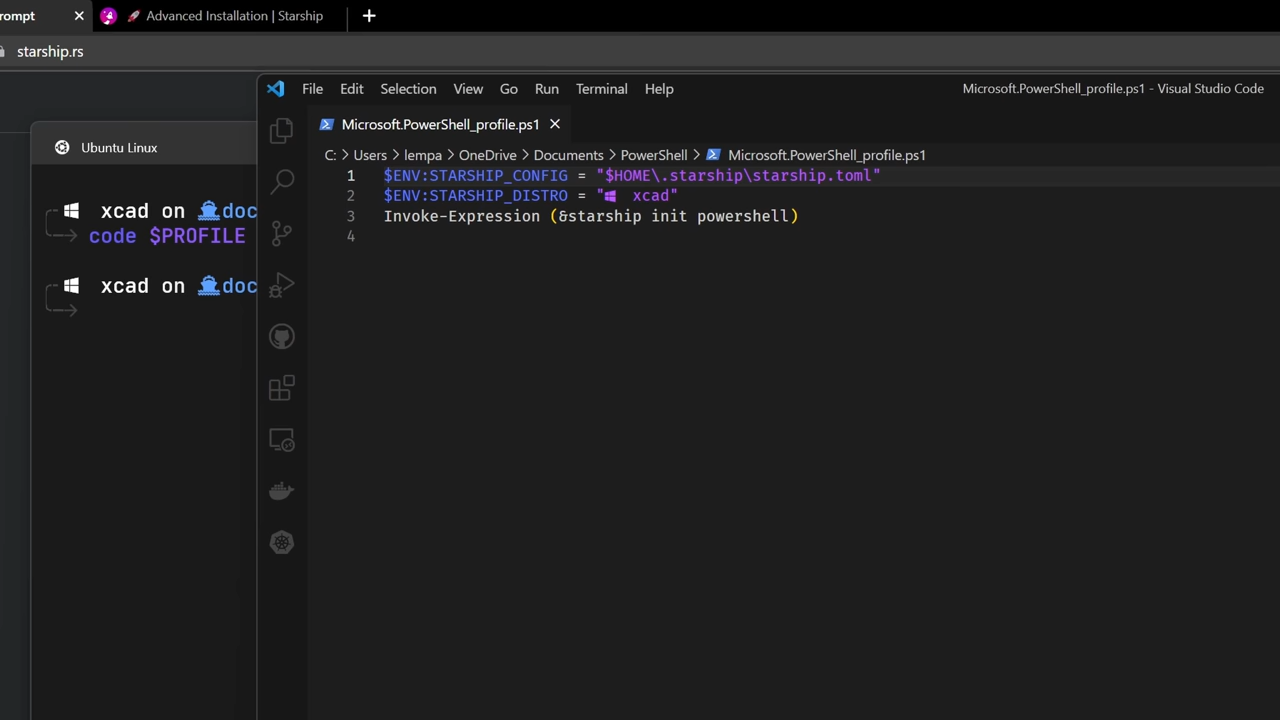 rompt
🚀 Advanced Installation | Starship
starship.rs
File Edit Selection View Go Run Terminal Help
Microsoft.PowerShell_profile.ps1 - Visual Studio Code
Microsoft.PowerShell_profile.ps1
C: > Users > lempa > OneDrive > Documents > PowerShell > Microsoft.PowerShell_profile.ps1
1 $ENV:STARSHIP_CONFIG = "$HOME\.starship\starship.toml"
2 $ENV:STARSHIP_DISTRO = " xcad"
3 Invoke-Expression (&starship init powershell)
4
Ubuntu Linux
xcad on doc
code $PROFILE
xcad on doc